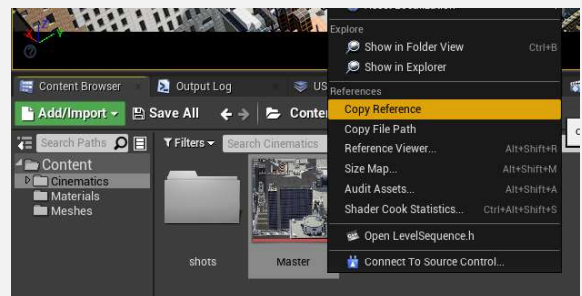 Explore
Show in Folder View Ctrl+B
Show in Explorer
References
Content Browser
Output Log
Copy Reference
Add/Import
Save All
Copy File Path
Search Paths
Filters
Search Cinematics
Reference Viewer... Alt+Shift+R
Content
Size Map... Alt+Shift+M
Cinematics
Audit Assets... Alt+Shift+A
Materials
Meshes
Shader Cook Statistics... Ctrl+Alt+Shift+S
Open LevelSequence.h
shots
Master
Connect To Source Control...